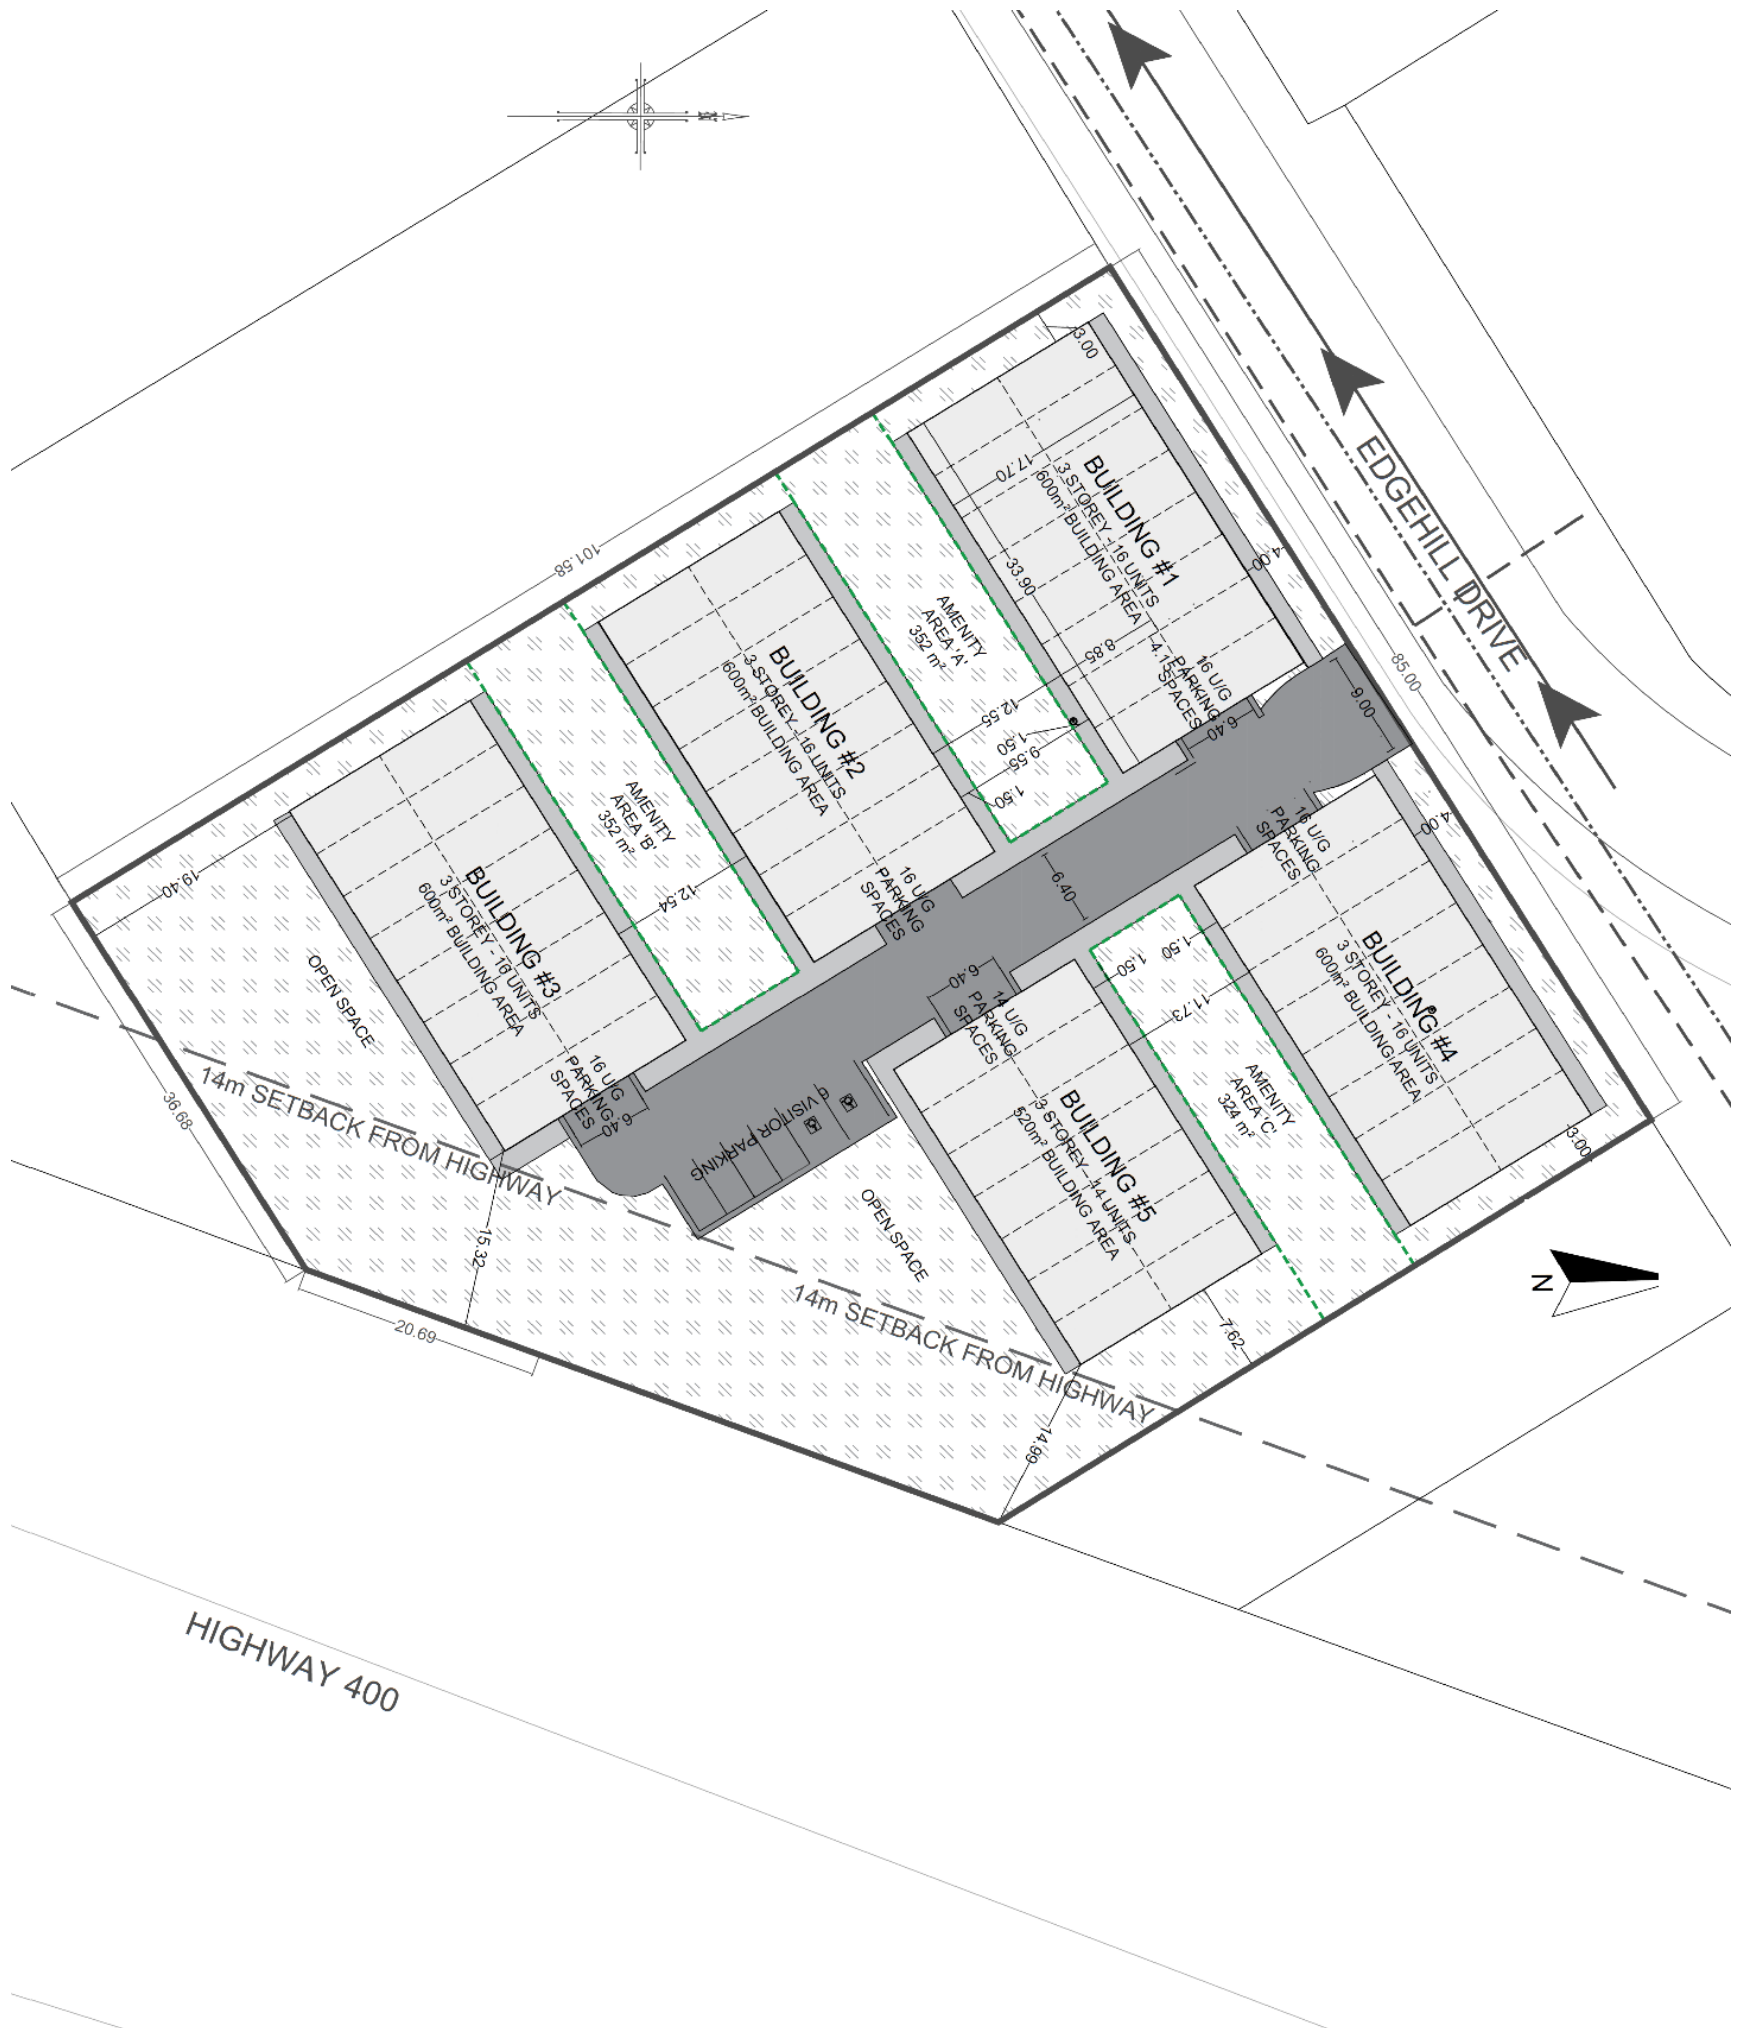 3.00
BUILDING #1
3 STOREY - 16 UNITS
600m² BUILDING AREA
17.70
33.90
4.00
8.85
4.15
16 U/G
PARKING
SPACES
6.40
9.00
85.00
EDGEHILL DRIVE
101.58
AMENITY
AREA 'A'
352 m²
12.55
1.50
9.55
1.50
BUILDING #2
3 STOREY - 16 UNITS
600m² BUILDING AREA
16 U/G
PARKING
SPACES
6.40
AMENITY
AREA 'B'
352 m²
12.54
BUILDING #3
3 STOREY - 16 UNITS
600m² BUILDING AREA
16 U/G
PARKING
SPACES
6.40
19.40
OPEN SPACE
36.68
14m SETBACK FROM HIGHWAY
15.32
20.69
6 VISITOR PARKING
16 U/G
PARKING
SPACES
4.00
BUILDING #4
3 STOREY - 16 UNITS
600m² BUILDING AREA
3.00
1.50
1.50
11.73
AMENITY
AREA 'C'
324 m²
6.40
14 U/G
PARKING
SPACES
BUILDING #5
3 STOREY - 14 UNITS
520m² BUILDING AREA
OPEN SPACE
7.62
14m SETBACK FROM HIGHWAY
14.99
N
HIGHWAY 400